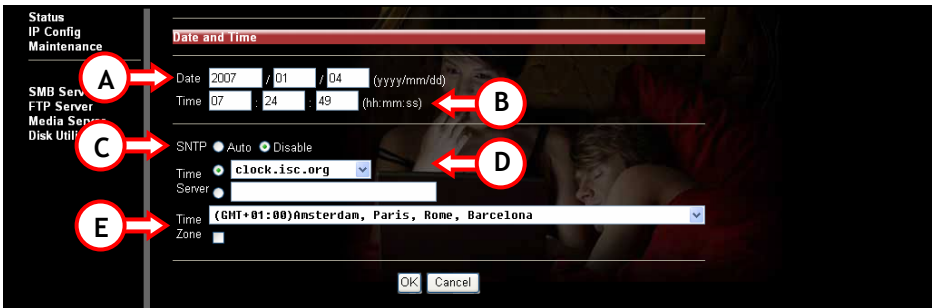 Status
IP Config
Maintenance
SMB Serv
FTP Server
Media Serve
Disk Utili
Date and Time
A
Date 2007 / 01 / 04 (yyyy/mm/dd)
Time 07 : 24 : 49 (hh:mm:ss)
B
C
SNTP Auto Disable
D
Time Server clock.isc.org
E
Time Zone (GMT+01:00)Amsterdam, Paris, Rome, Barcelona
OK Cancel